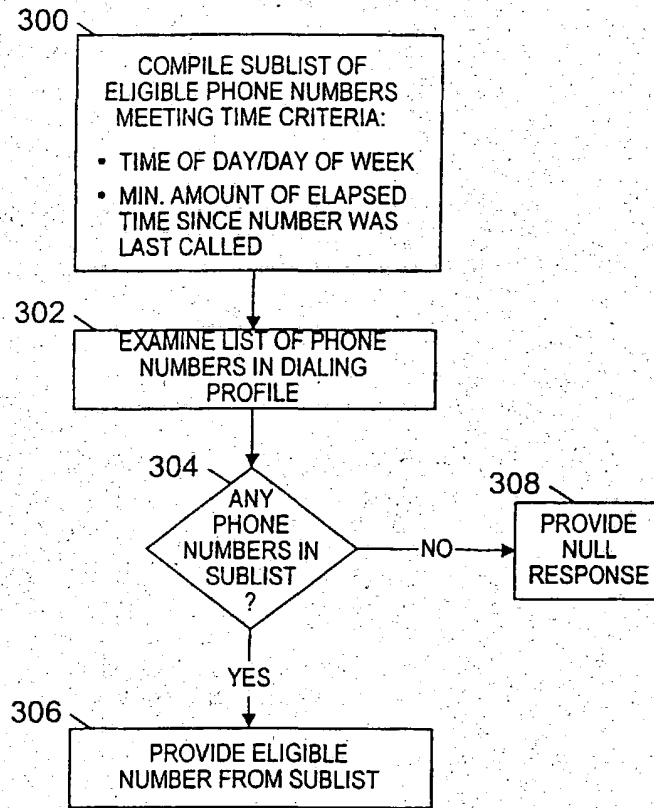 300
COMPILE SUBLIST OF
ELIGIBLE PHONE NUMBERS
MEETING TIME CRITERIA:
• TIME OF DAY/DAY OF WEEK
• MIN. AMOUNT OF ELAPSED
TIME SINCE NUMBER WAS
LAST CALLED
302
EXAMINE LIST OF PHONE
NUMBERS IN DIALING
PROFILE
304
ANY
PHONE
NUMBERS IN
SUBLIST
?
NO
308
PROVIDE
NULL
RESPONSE
YES
306
PROVIDE ELIGIBLE
NUMBER FROM SUBLIST